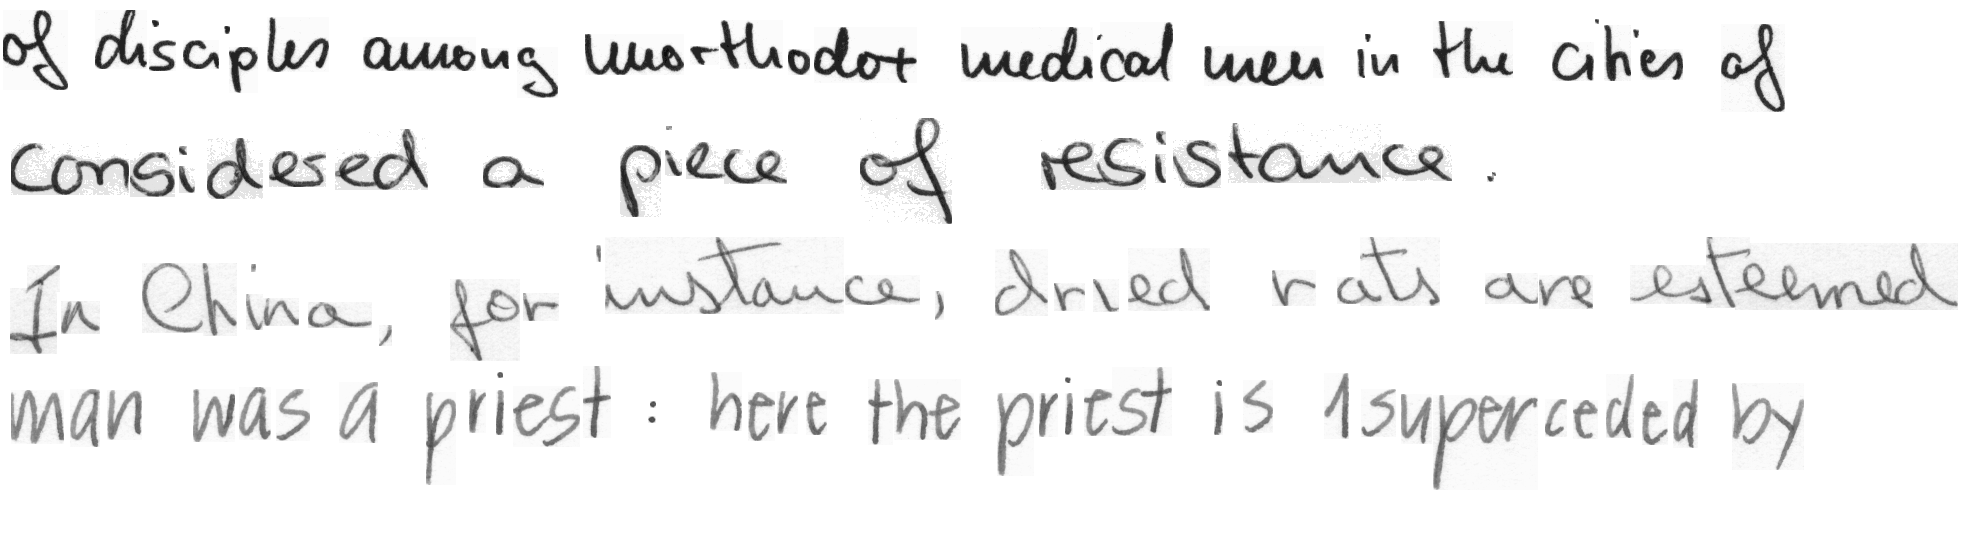 of disciples among unorthodox medical men in the cities of
considered a piece of resistance.
In China, for instance, dried rats are esteemed
man was a priest : here the priest is 1superceded by